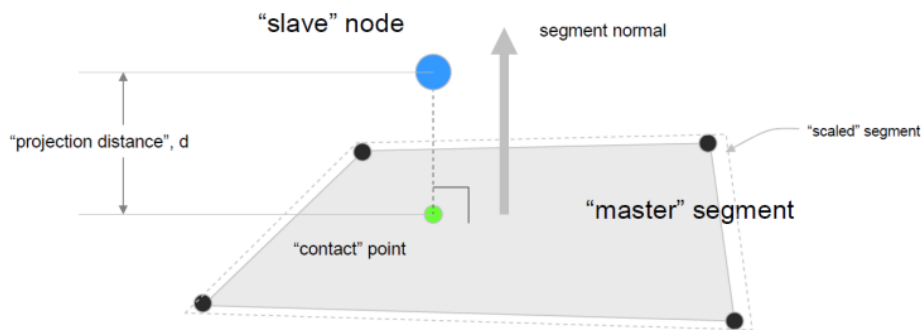 “slave” node
segment normal
“projection distance”, d
“scaled” segment
“master” segment
“contact” point